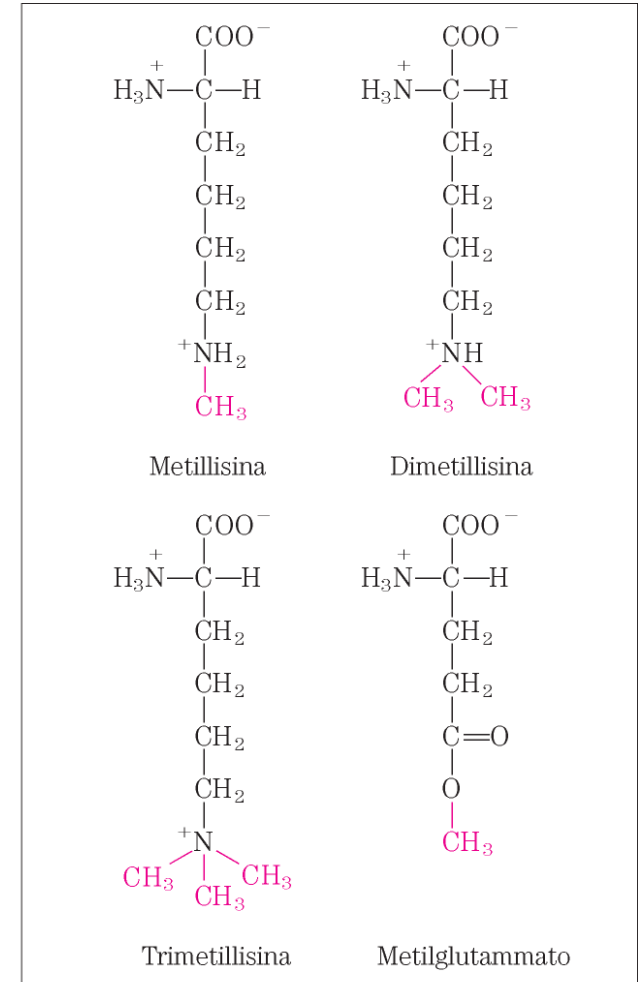 COO⁻ COO⁻
H₃N⁺—C—H H₃N⁺—C—H
CH₂ CH₂
CH₂ CH₂
CH₂ CH₂
CH₂ CH₂
⁺NH₂ ⁺NH
CH₃ CH₃ CH₃
Metillisina Dimetillisina
COO⁻ COO⁻
H₃N⁺—C—H H₃N⁺—C—H
CH₂ CH₂
CH₂ CH₂
CH₂ C=O
CH₂ O
⁺N CH₃
CH₃ CH₃ CH₃
Trimetillisina Metilglutammato